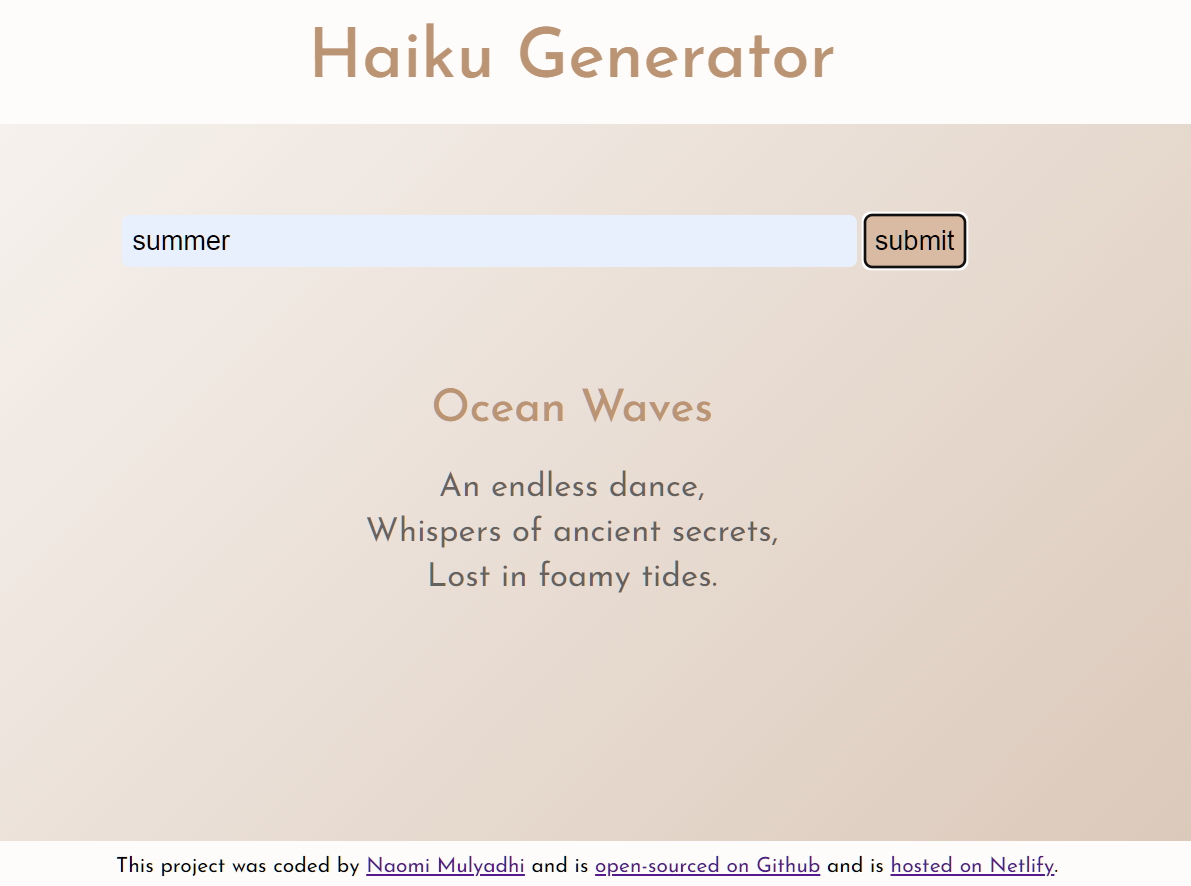 Haiku Generator
summer submit
Ocean Waves
An endless dance,
Whispers of ancient secrets,
Lost in foamy tides.
This project was coded by Naomi Mulyadhi and is open-sourced on Github and is hosted on Netlify.